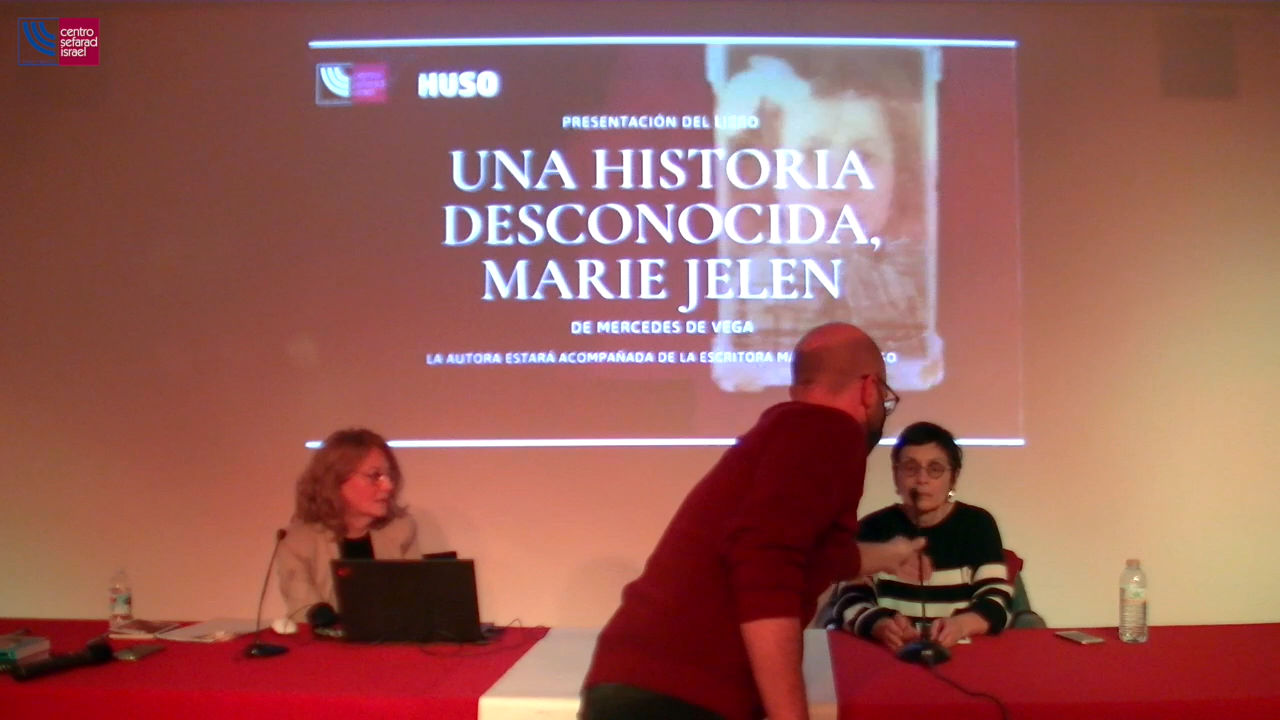 centro
sefarad
israel
HUSO
PRESENTACIÓN DEL LIBRO
UNA HISTORIA
DESCONOCIDA,
MARIE JELEN
DE MERCEDES DE VEGA
LA AUTORA ESTARÁ ACOMPAÑADA DE LA ESCRITORA